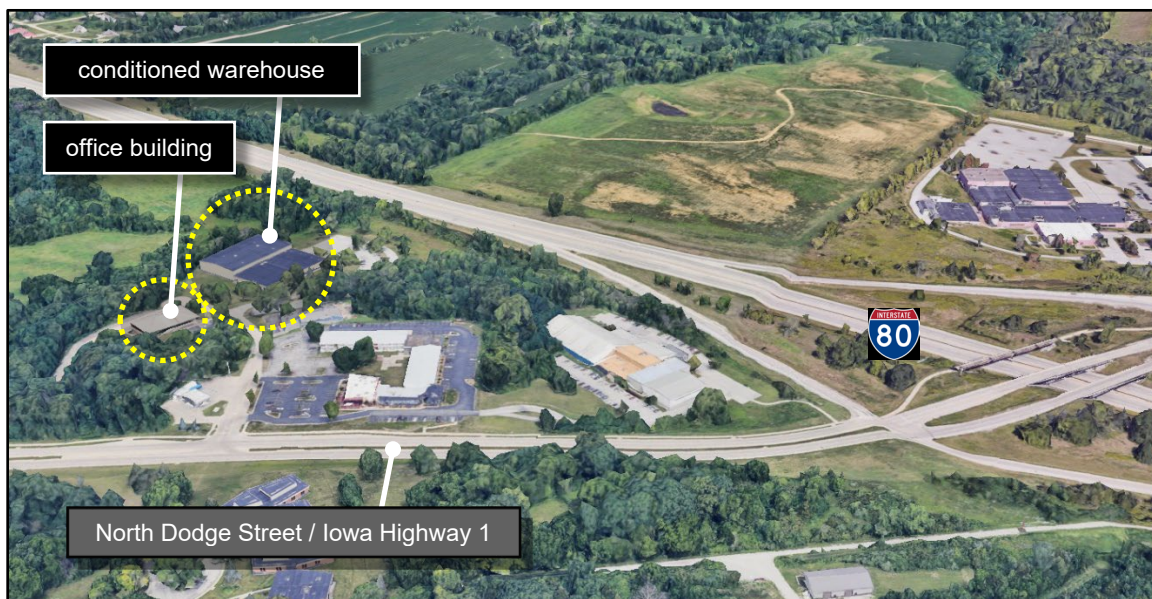 conditioned warehouse
office building
INTERSTATE
80
North Dodge Street / Iowa Highway 1